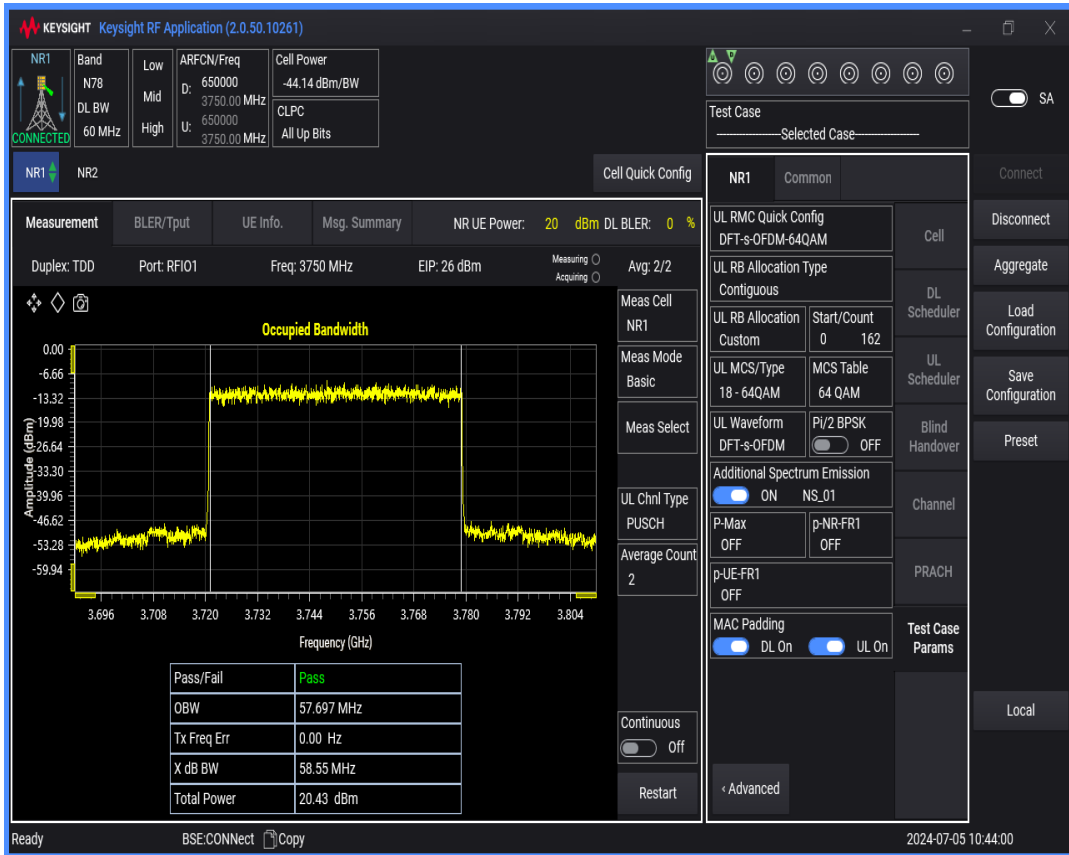 KEYSIGHT Keysight RF Application (2.0.50.10261)
NR1
CONNECTED
Band
N78
DL BW
60 MHz
Low
Mid
High
ARFCN/Freq
D: 650000
3750.00 MHz
U: 650000
3750.00 MHz
Cell Power
-44.14 dBm/BW
CLPC
All Up Bits
Test Case
Selected Case
SA
NR1
NR2
Cell Quick Config
Measurement
BLER/Tput
UE Info.
Msg. Summary
NR UE Power: 20 dBm DL BLER: 0 %
Duplex: TDD
Port: RFIO1
Freq: 3750 MHz
EIP: 26 dBm
Measuring
Acquiring
Avg: 2/2
Occupied Bandwidth
Amplitude (dBm)
0.00
-6.66
-13.32
-19.98
-26.64
-33.30
-39.96
-46.62
-53.28
-59.94
3.696 3.708 3.720 3.732 3.744 3.756 3.768 3.780 3.792 3.804
Frequency (GHz)
Pass/Fail Pass
OBW 57.697 MHz
Tx Freq Err 0.00 Hz
X dB BW 58.55 MHz
Total Power 20.43 dBm
Meas Cell
NR1
Meas Mode
Basic
Meas Select
UL Chnl Type
PUSCH
Average Count
2
Continuous
Off
Restart
NR1
Common
UL RMC Quick Config
DFT-s-OFDM-64QAM
UL RB Allocation Type
Contiguous
UL RB Allocation
Custom
Start/Count
0 162
UL MCS/Type
18 - 64QAM
MCS Table
64 QAM
UL Waveform
DFT-s-OFDM
Pi/2 BPSK
OFF
Additional Spectrum Emission
ON NS_01
P-Max
OFF
p-NR-FR1
OFF
p-UE-FR1
OFF
MAC Padding
DL On UL On
‹ Advanced
Cell
DL
Scheduler
UL
Scheduler
Blind
Handover
Channel
PRACH
Test Case
Params
Connect
Disconnect
Aggregate
Load
Configuration
Save
Configuration
Preset
Local
Ready
BSE:CONNect
Copy
2024-07-05 10:44:00